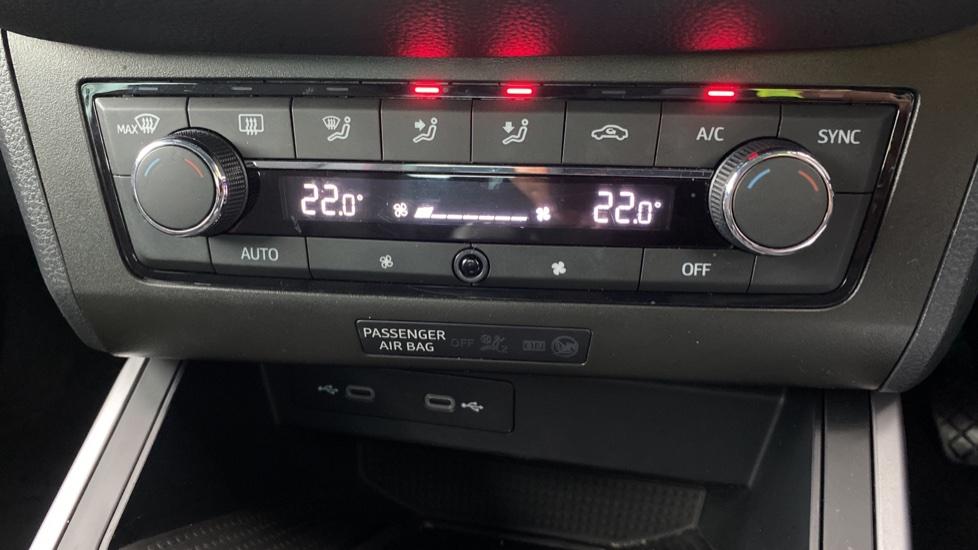 MAX
A/C
SYNC
22.0°
22.0°
AUTO
OFF
PASSENGER
AIR BAG
OFF